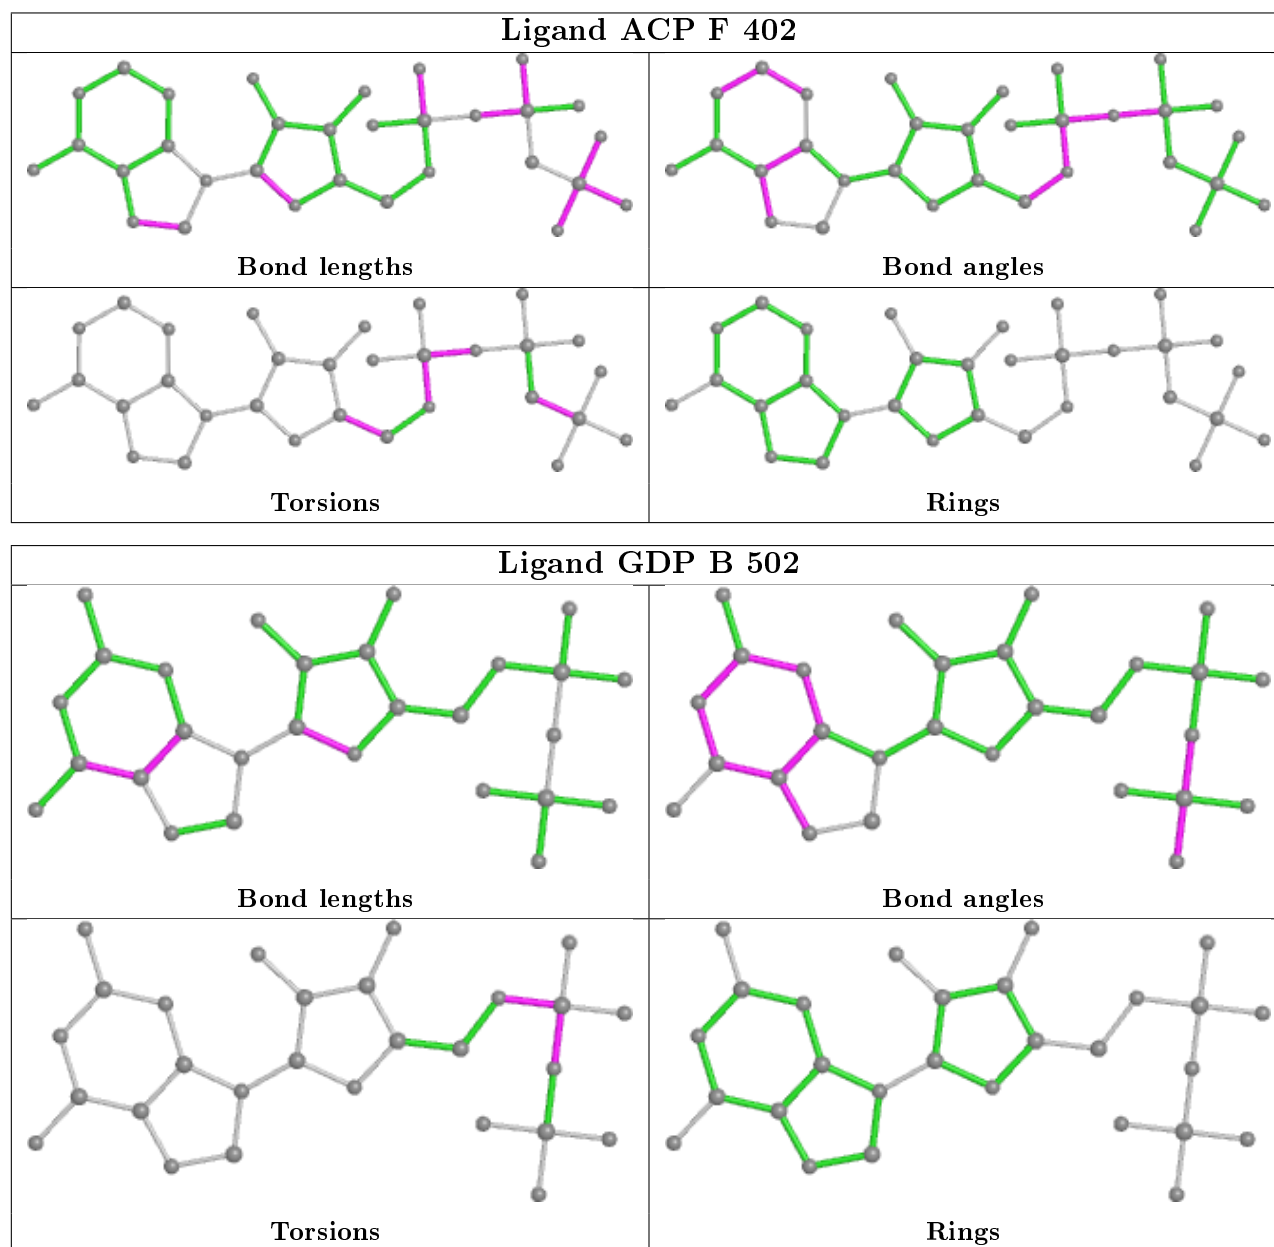 Ligand ACP F 402
Bond lengths
Bond angles
Torsions
Rings
Ligand GDP B 502
Bond lengths
Bond angles
Torsions
Rings